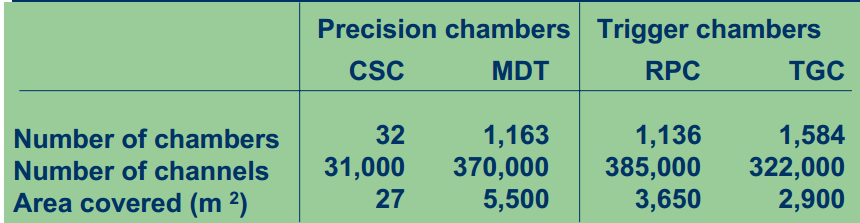 Precision chambers Trigger chambers
CSC MDT RPC TGC
Number of chambers 32 1,163 1,136 1,584
Number of channels 31,000 370,000 385,000 322,000
Area covered (m ²) 27 5,500 3,650 2,900